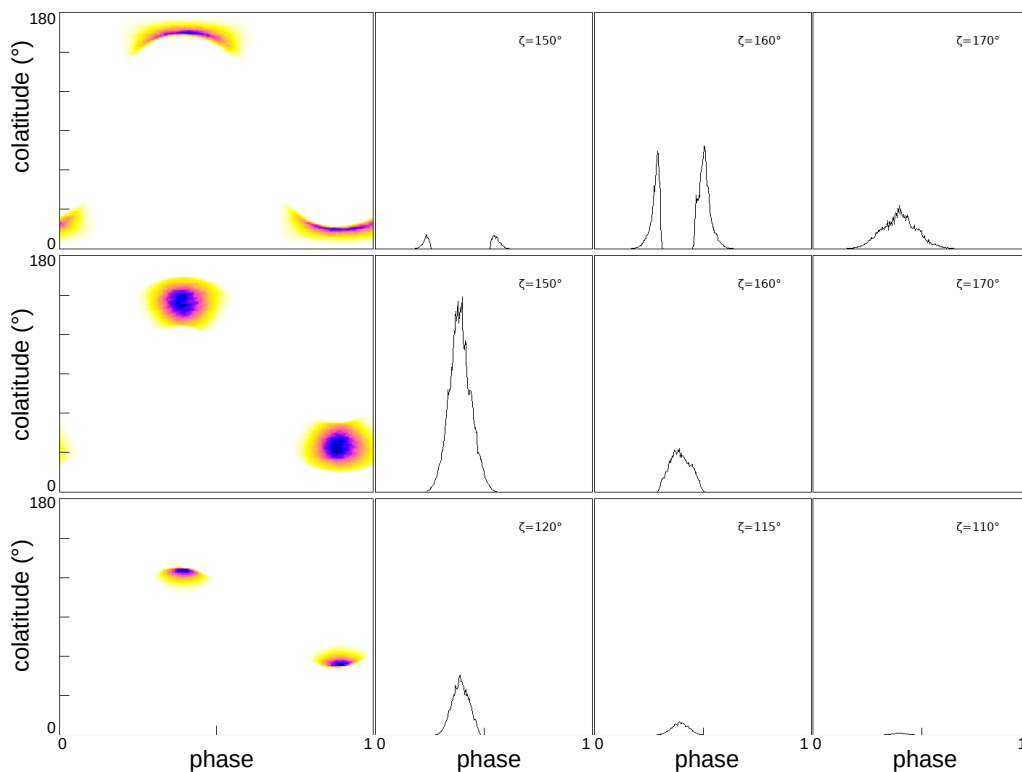 180
colatitude (°)
0
ζ=150°
ζ=160°
ζ=170°
180
colatitude (°)
0
ζ=150°
ζ=160°
ζ=170°
180
colatitude (°)
0
ζ=120°
ζ=115°
ζ=110°
0 1 0 1 0 1 0 1
phase phase phase phase